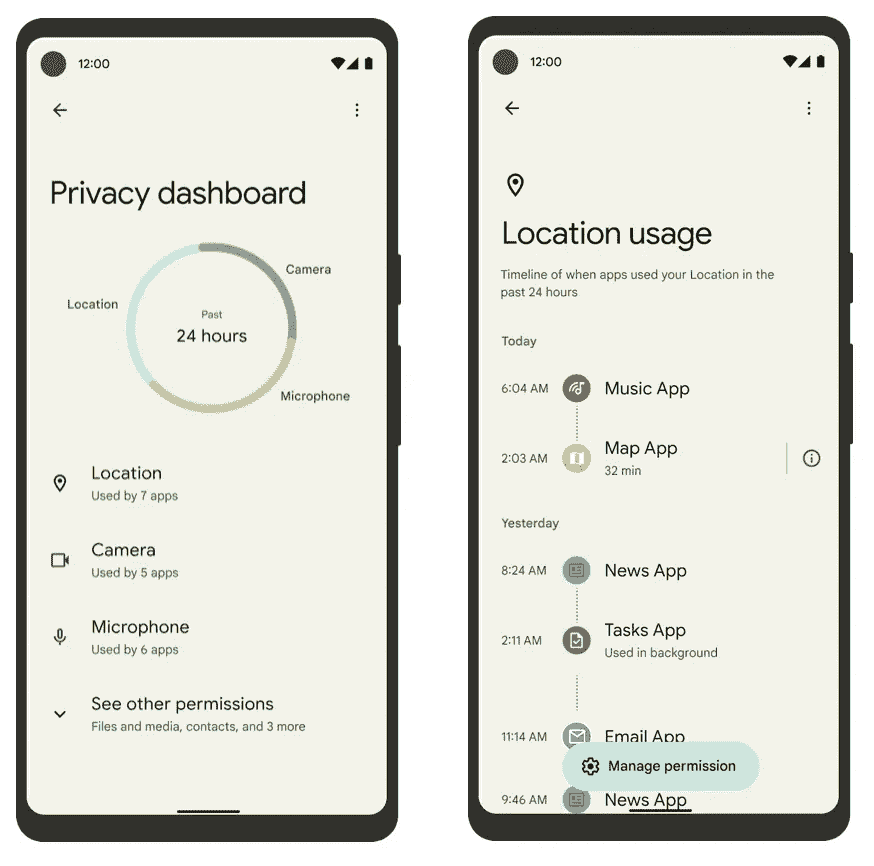 12:00
Privacy dashboard
Camera
Location
Past
24 hours
Microphone
Location
Used by 7 apps
Camera
Used by 5 apps
Microphone
Used by 6 apps
See other permissions
Files and media, contacts, and 3 more
12:00
Location usage
Timeline of when apps used your Location in the
past 24 hours
Today
6:04 AM Music App
2:03 AM Map App
32 min
Yesterday
8:24 AM News App
2:11 AM Tasks App
Used in background
11:14 AM Email App
Manage permission
9:46 AM News App